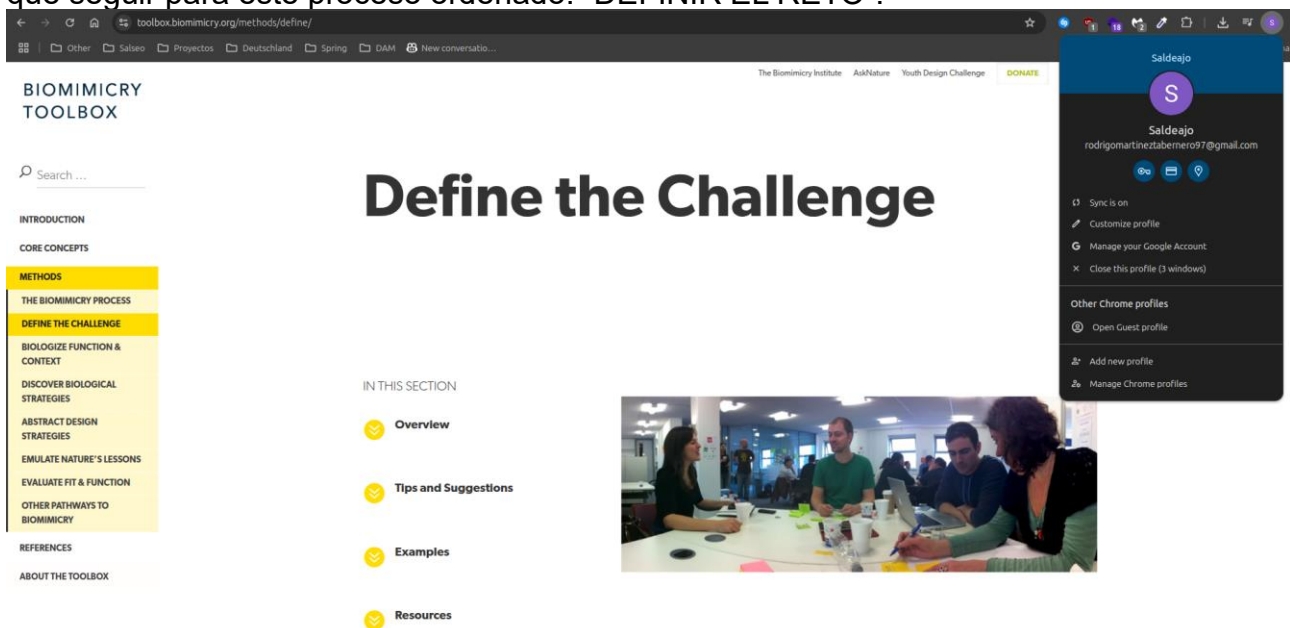 que seguir para este proceso ordenado: "DEFINIR EL RETO".
toolbox.biomimicry.org/methods/define/
Other Salseo Proyectos Deutschland Spring DAM New conversatio...
The Biomimicry Institute AskNature Youth Design Challenge DONATE
BIOMIMICRY
TOOLBOX
Search ...
INTRODUCTION
CORE CONCEPTS
METHODS
THE BIOMIMICRY PROCESS
DEFINE THE CHALLENGE
BIOLOGIZE FUNCTION &
CONTEXT
DISCOVER BIOLOGICAL
STRATEGIES
ABSTRACT DESIGN
STRATEGIES
EMULATE NATURE'S LESSONS
EVALUATE FIT & FUNCTION
OTHER PATHWAYS TO
BIOMIMICRY
REFERENCES
ABOUT THE TOOLBOX
Define the Challenge
IN THIS SECTION
Overview
Tips and Suggestions
Examples
Resources
Saldeajo
S
Saldeajo
rodrigomartineztabernero97@gmail.com
Sync is on
Customize profile
Manage your Google Account
Close this profile (3 windows)
Other Chrome profiles
Open Guest profile
Add new profile
Manage Chrome profiles